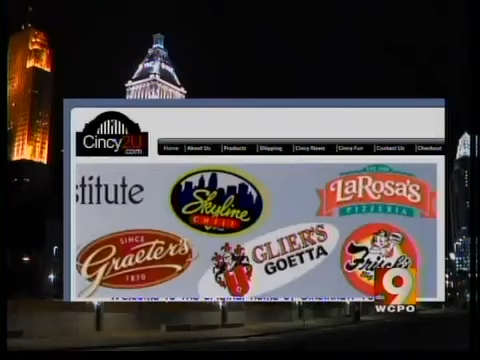 Cincy2U
.com
Home | About Us | Products | Shipping | Cincy News | Cincy Fun | Contact Us | Checkout
stitute
Skyline
CHILI
LaRosa's
PIZZERIA
SINCE
Graeter's
1870
GLIER'S
GOETTA
Frisch's
9
WCPO